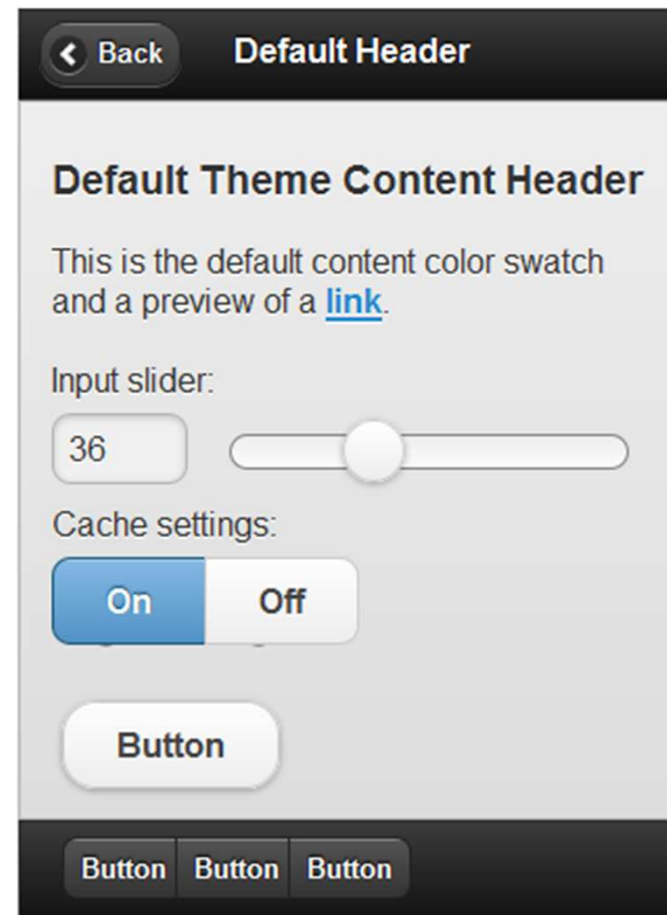 Back Default Header
Default Theme Content Header
This is the default content color swatch
and a preview of a link.
Input slider:
36
Cache settings:
On Off
Button
Button Button Button